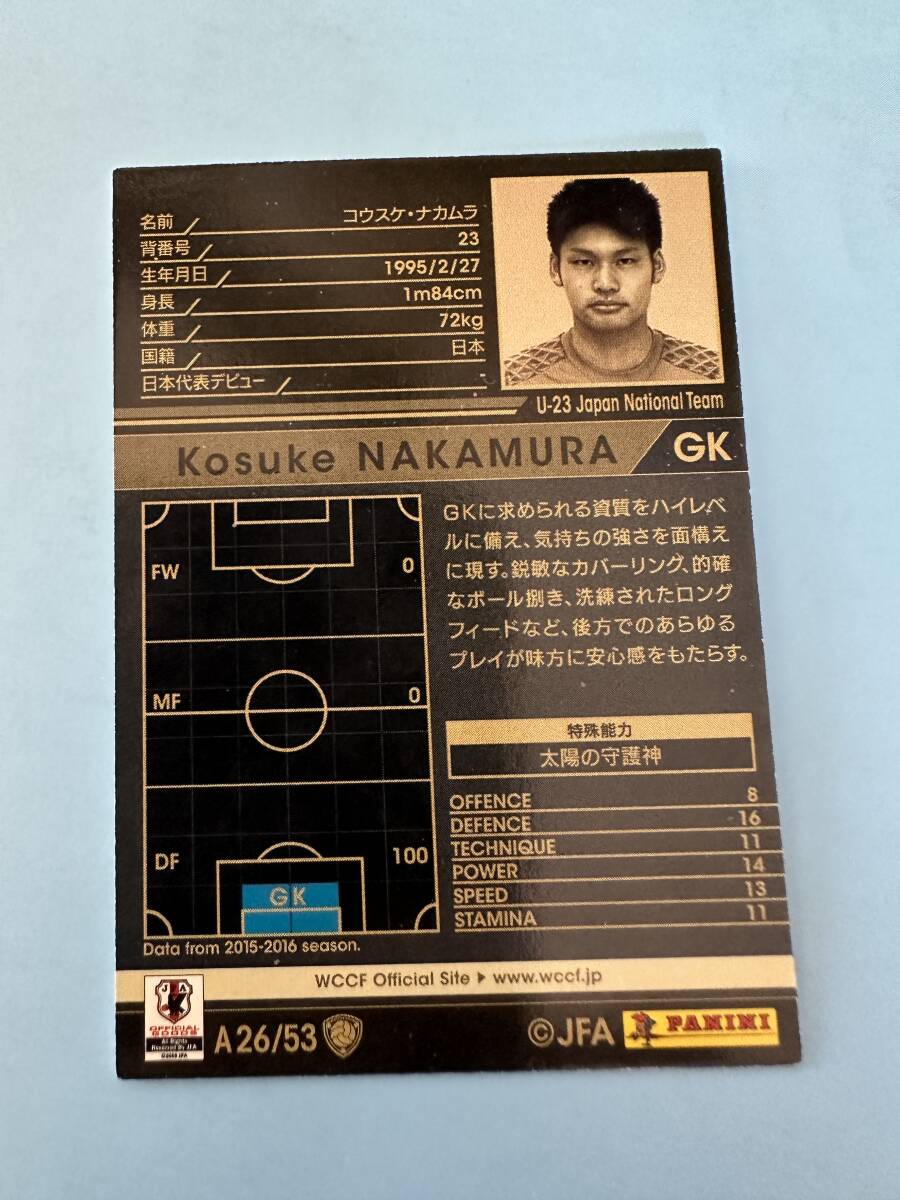 名前 コウスケ・ナカムラ
背番号 23
生年月日 1995/2/27
身長 1m84cm
体重 72kg
国籍 日本
日本代表デビュー -
U-23 Japan National Team
Kosuke NAKAMURA GK
FW 0
MF 0
DF 100
GK
Data from 2015-2016 season.
GKに求められる資質をハイレベ
ルに備え、気持ちの強さを面構え
に現す。鋭敏なカバーリング、的確
なボール捌き、洗練されたロング
フィードなど、後方でのあらゆる
プレイが味方に安心感をもたらす。
特殊能力
太陽の守護神
OFFENCE 8
DEFENCE 16
TECHNIQUE 11
POWER 14
SPEED 13
STAMINA 11
WCCF Official Site ▶ www.wccf.jp
JFA
OFFICIAL
GOODS
All Rights
Reserved By JFA
A26/53
©JFA PANINI